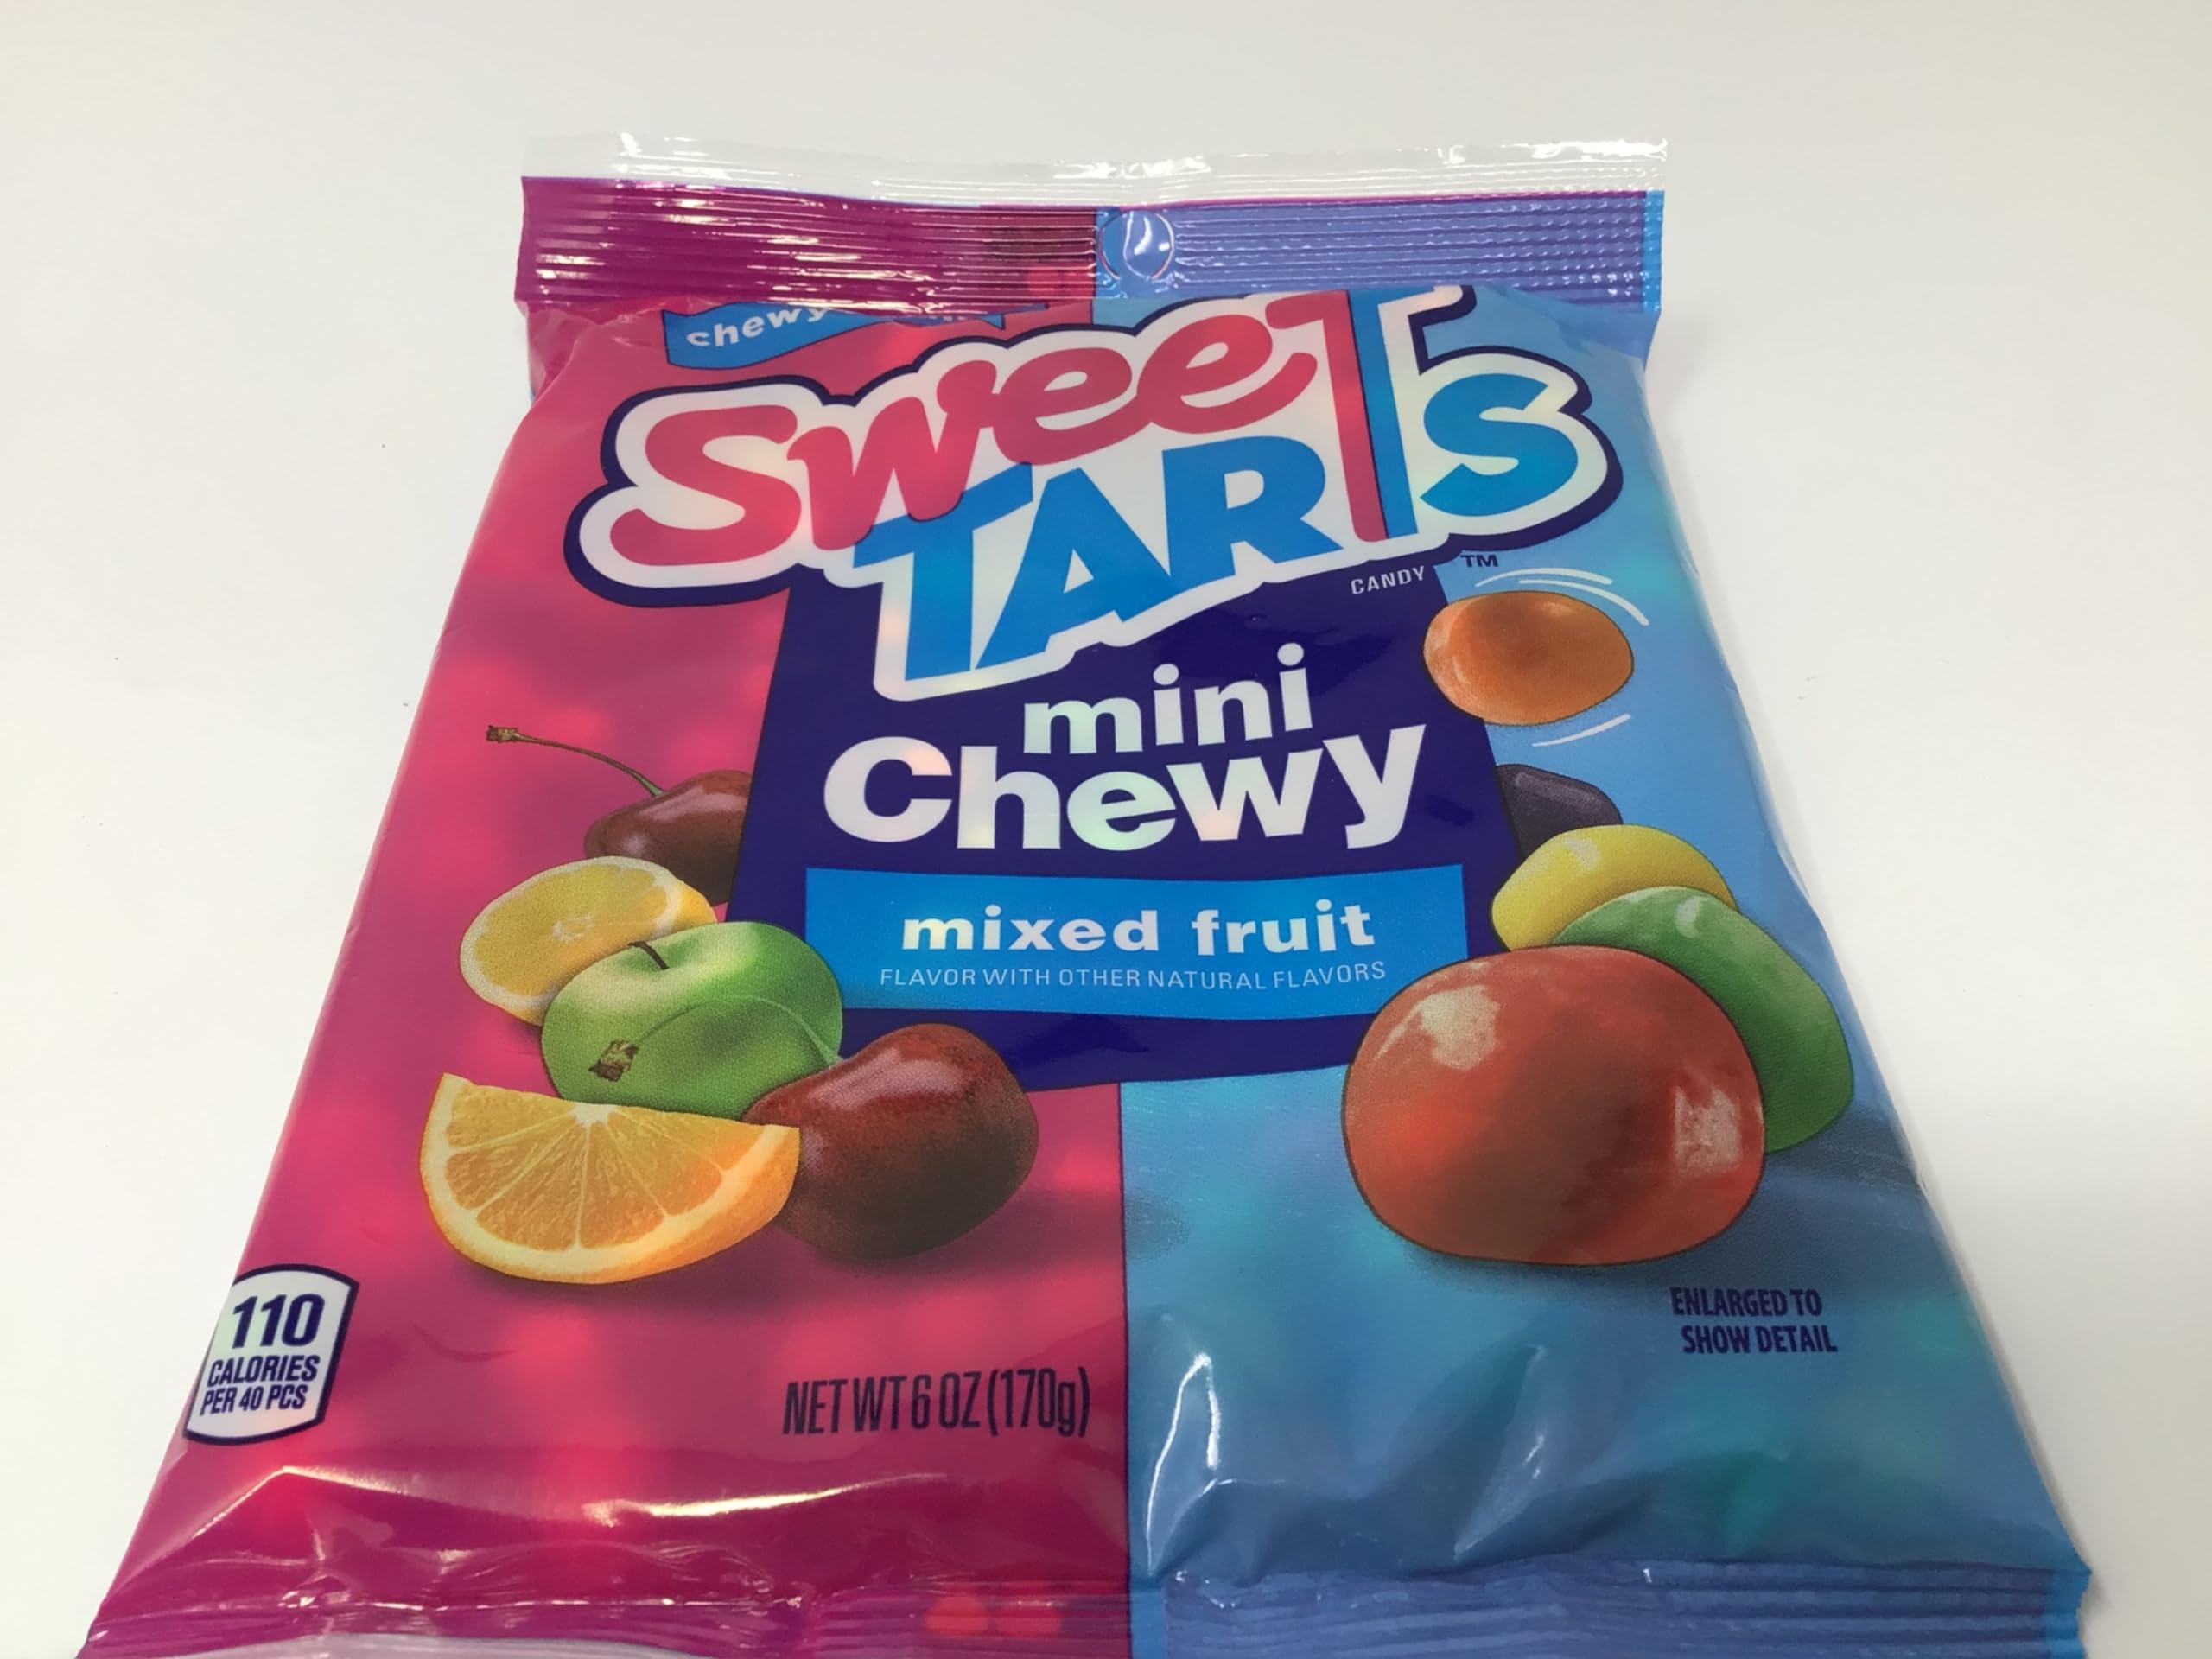 chewy
SweeTARTS
CANDY
TM
mini
Chewy
mixed fruit
FLAVOR WITH OTHER NATURAL FLAVORS
110
CALORIES
PER 40 PCS
NET WT 6 OZ (170g)
ENLARGED TO
SHOW DETAIL